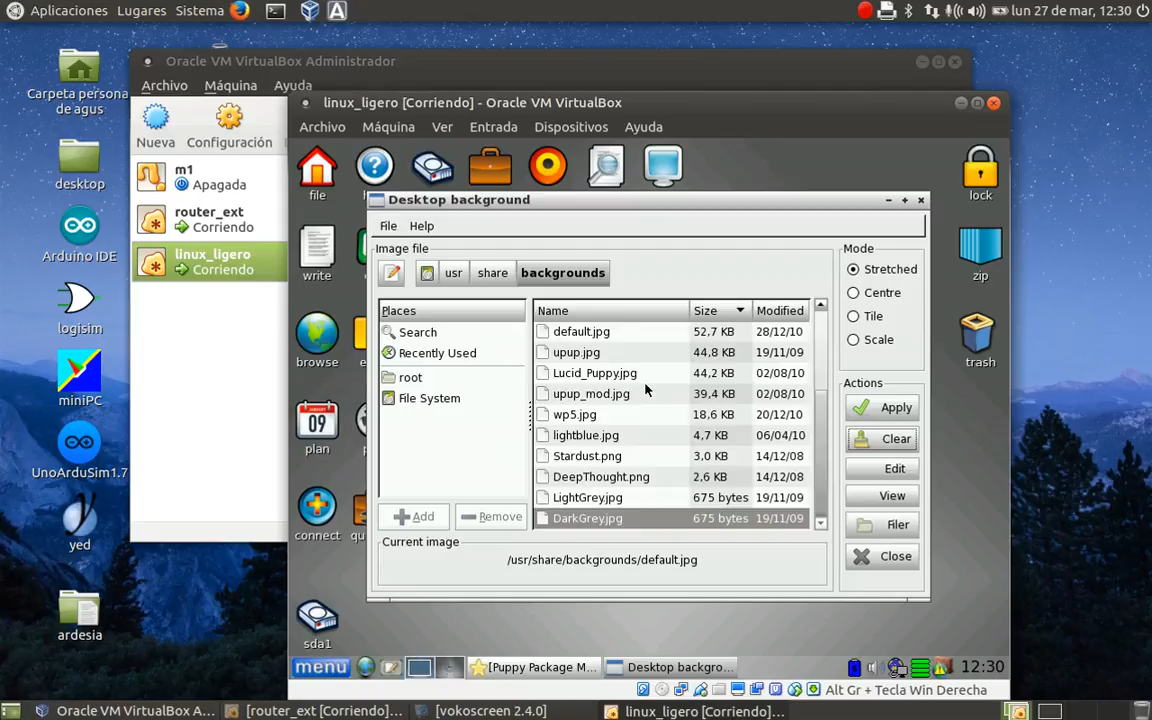 Aplicaciones Lugares Sistema A lun 27 de mar, 12:30
Carpeta persona
de agus
desktop
Arduino IDE
logisim
miniPC
UnoArduSim1.7
yed
ardesia
Oracle VM VirtualBox Administrador
Archivo Máquina Ayuda
Nueva Configuración
m1
Apagada
router_ext
Corriendo
linux_ligero
Corriendo
linux_ligero [Corriendo] - Oracle VM VirtualBox
Archivo Máquina Ver Entrada Dispositivos Ayuda
file
lock
write
zip
browse
trash
plan
09
connect
sda1
Desktop background
File Help
Image file
usr share backgrounds
Places
Search
Recently Used
root
File System
Add Remove
Name Size Modified
default.jpg 52,7 KB 28/12/10
upup.jpg 44,8 KB 19/11/09
Lucid_Puppy.jpg 44,2 KB 02/08/10
upup_mod.jpg 39,4 KB 02/08/10
wp5.jpg 18,6 KB 20/12/10
lightblue.jpg 4,7 KB 06/04/10
Stardust.png 3,0 KB 14/12/08
DeepThought.png 2,6 KB 14/12/08
LightGrey.jpg 675 bytes 19/11/09
DarkGrey.jpg 675 bytes 19/11/09
Current image
/usr/share/backgrounds/default.jpg
Mode
Stretched
Centre
Tile
Scale
Actions
Apply
Clear
Edit
View
Filer
Close
menu [Puppy Package M... Desktop backgro... 12:30
Alt Gr + Tecla Win Derecha
Oracle VM VirtualBox A... [router_ext [Corriendo]... [vokoscreen 2.4.0] linux_ligero [Corriendo]...